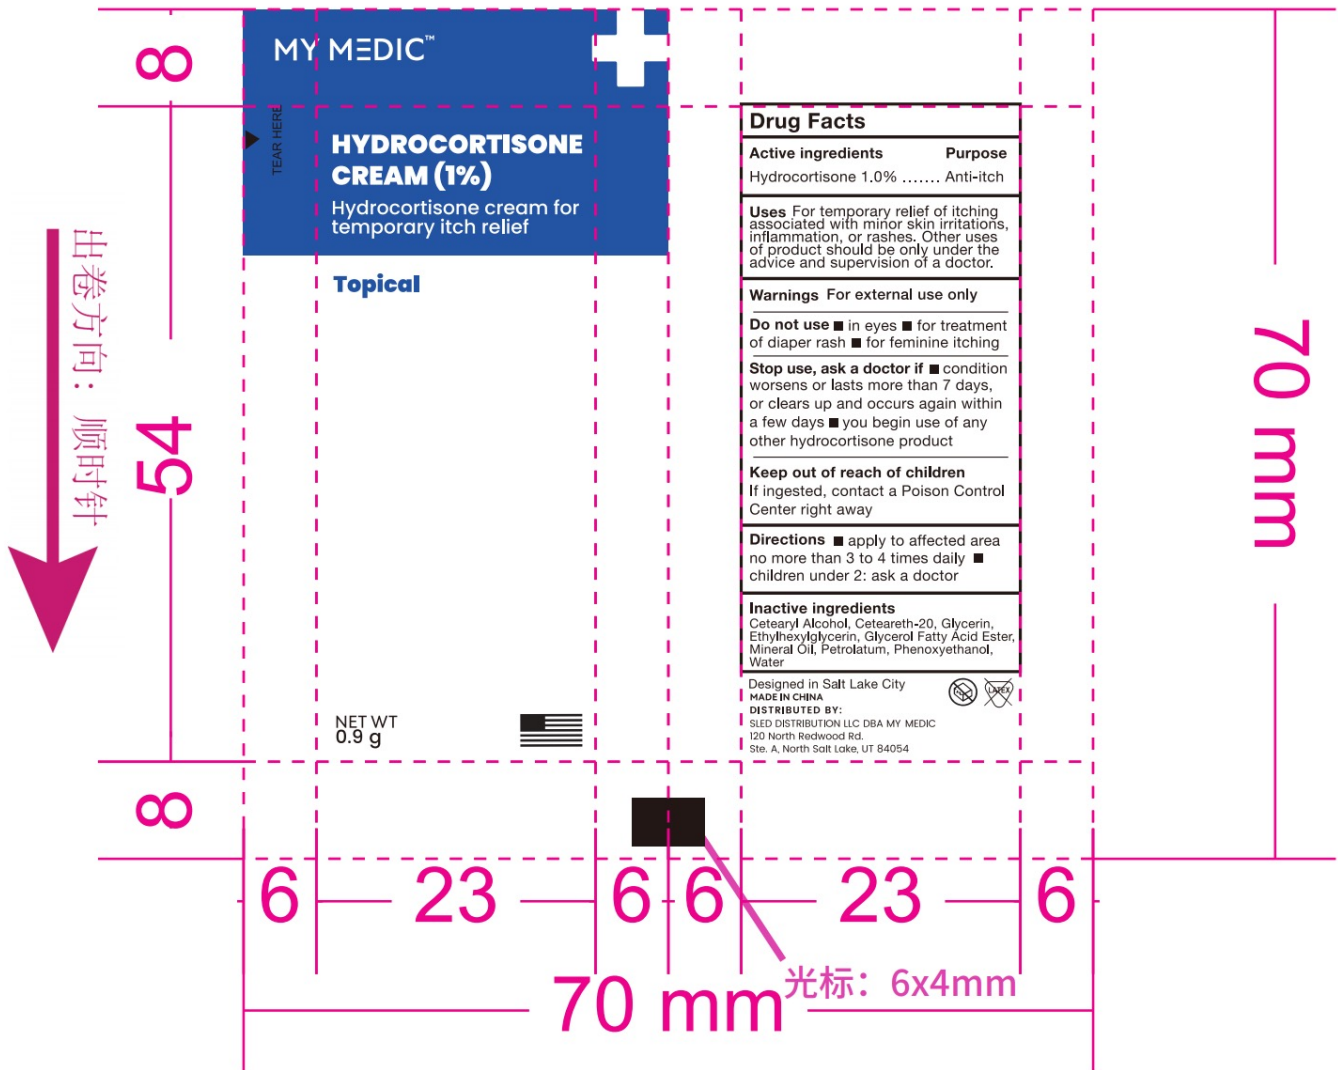 8
MY MEDIC™
TEAR HERE
HYDROCORTISONE
CREAM (1%)
Hydrocortisone cream for
temporary itch relief
Topical
NET WT
0.9 g
Drug Facts
Active ingredients Purpose
Hydrocortisone 1.0% ....... Anti-itch
Uses For temporary relief of itching
associated with minor skin irritations,
inflammation, or rashes. Other uses
of product should be only under the
advice and supervision of a doctor.
Warnings For external use only
Do not use ■ in eyes ■ for treatment
of diaper rash ■ for feminine itching
Stop use, ask a doctor if ■ condition
worsens or lasts more than 7 days,
or clears up and occurs again within
a few days ■ you begin use of any
other hydrocortisone product
Keep out of reach of children
If ingested, contact a Poison Control
Center right away
Directions ■ apply to affected area
no more than 3 to 4 times daily ■
children under 2: ask a doctor
Inactive ingredients
Cetearyl Alcohol, Ceteareth-20, Glycerin,
Ethylhexylglycerin, Glycerol Fatty Acid Ester,
Mineral Oil, Petrolatum, Phenoxyethanol,
Water
Designed in Salt Lake City
MADE IN CHINA
DISTRIBUTED BY:
SLED DISTRIBUTION LLC DBA MY MEDIC
120 North Redwood Rd.
Ste. A, North Salt Lake, UT 84054
LATEX
出卷方向：顺时针
54
70 mm
8
6 23 6 6 23 6
光标：6x4mm
70 mm